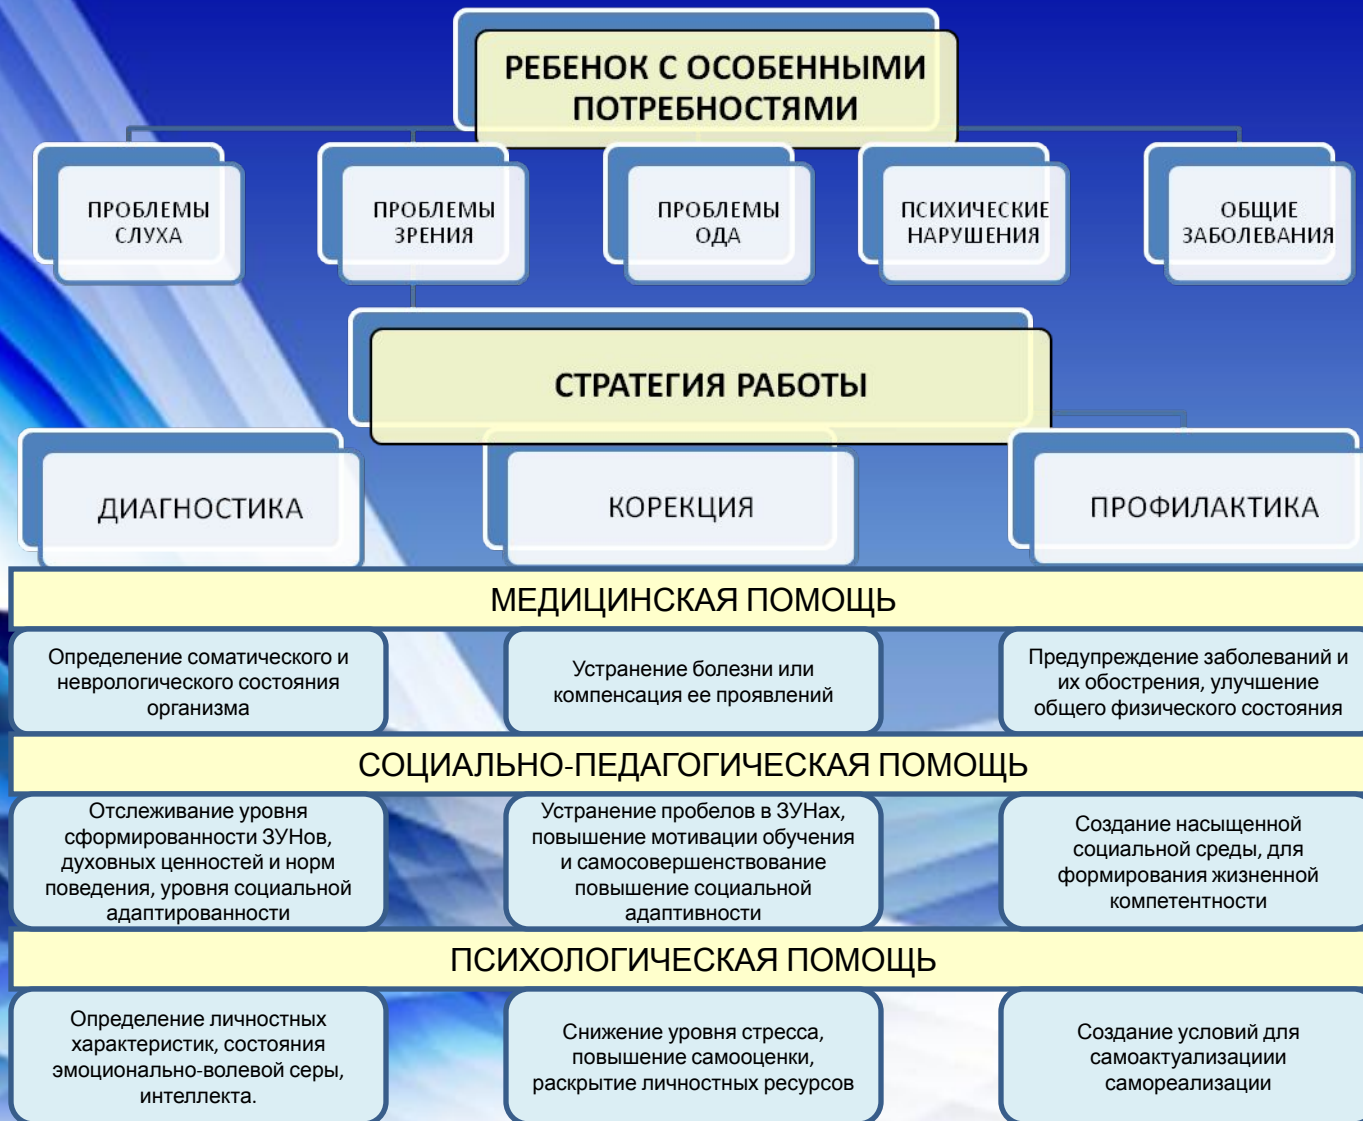 РЕБЕНОК С ОСОБЕННЫМИ
ПОТРЕБНОСТЯМИ
ПРОБЛЕМЫ
СЛУХА
ПРОБЛЕМЫ
ЗРЕНИЯ
ПРОБЛЕМЫ
ОДА
ПСИХИЧЕСКИЕ
НАРУШЕНИЯ
ОБЩИЕ
ЗАБОЛЕВАНИЯ
СТРАТЕГИЯ РАБОТЫ
ДИАГНОСТИКА
КОРЕКЦИЯ
ПРОФИЛАКТИКА
МЕДИЦИНСКАЯ ПОМОЩЬ
Определение соматического и
неврологического состояния
организма
Устранение болезни или
компенсация ее проявлений
Предупреждение заболеваний и
их обострения, улучшение
общего физического состояния
СОЦИАЛЬНО-ПЕДАГОГИЧЕСКАЯ ПОМОЩЬ
Отслеживание уровня
сформированности ЗУНов,
духовных ценностей и норм
поведения, уровня социальной
адаптированности
Устранение пробелов в ЗУНах,
повышение мотивации обучения
и самосовершенствование
повышение социальной
адаптивности
Создание насыщенной
социальной среды, для
формирования жизненной
компетентности
ПСИХОЛОГИЧЕСКАЯ ПОМОЩЬ
Определение личностных
характеристик, состояния
эмоционально-волевой серы,
интеллекта.
Снижение уровня стресса,
повышение самооценки,
раскрытие личностных ресурсов
Создание условий для
самоактуализациии
самореализации